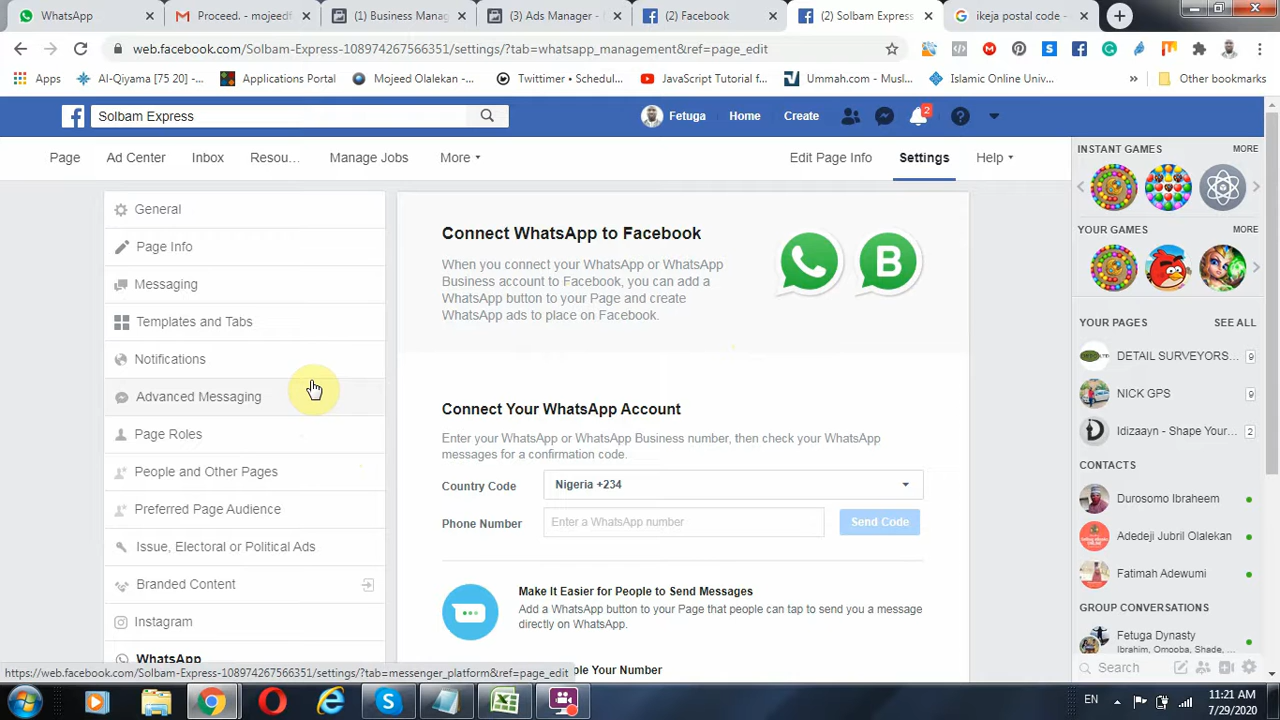 WhatsApp
Proceed. - mojeedf
(1) Business Manag
(3) Ads Manager -
(2) Facebook
(2) Solbam Express
ikeja postal code -
web.facebook.com/Solbam-Express-108974267566351/settings/?tab=whatsapp_management&ref=page_edit
Apps
Al-Qiyama [75 20] -...
Applications Portal
Mojeed Olalekan -...
Twittimer • Schedul...
JavaScript Tutorial f...
Ummah.com - Musl...
Islamic Online Univ...
»
Other bookmarks
Solbam Express
Fetuga
Home
Create
2
Page
Ad Center
Inbox
Resou...
Manage Jobs
More
Edit Page Info
Settings
Help
General
Page Info
Messaging
Templates and Tabs
Notifications
Advanced Messaging
Page Roles
People and Other Pages
Preferred Page Audience
Issue, Electoral or Political Ads
Branded Content
Instagram
WhatsApp
Connect WhatsApp to Facebook
When you connect your WhatsApp or WhatsApp
Business account to Facebook, you can add a
WhatsApp button to your Page and create
WhatsApp ads to place on Facebook.
B
Connect Your WhatsApp Account
Enter your WhatsApp or WhatsApp Business number, then check your WhatsApp
messages for a confirmation code.
Country Code
Nigeria +234
Phone Number
Enter a WhatsApp number
Send Code
Make It Easier for People to Send Messages
Add a WhatsApp button to your Page that people can tap to send you a message
directly on WhatsApp.
ple Your Number
INSTANT GAMES
MORE
YOUR GAMES
MORE
YOUR PAGES
SEE ALL
DETAIL SURVEYORS...
9
NICK GPS
9
Idizaayn - Shape Your...
2
CONTACTS
Durosomo Ibraheem
Adedeji Jubril Olalekan
Fatimah Adewumi
GROUP CONVERSATIONS
Fetuga Dynasty
Ibrahim, Omooba, Shade, ...
Search
https://web.facebook.com/Solbam-Express-108974267566351/settings/?tab=messenger_platform&ref=page_edit
EN
11:21 AM
7/29/2020